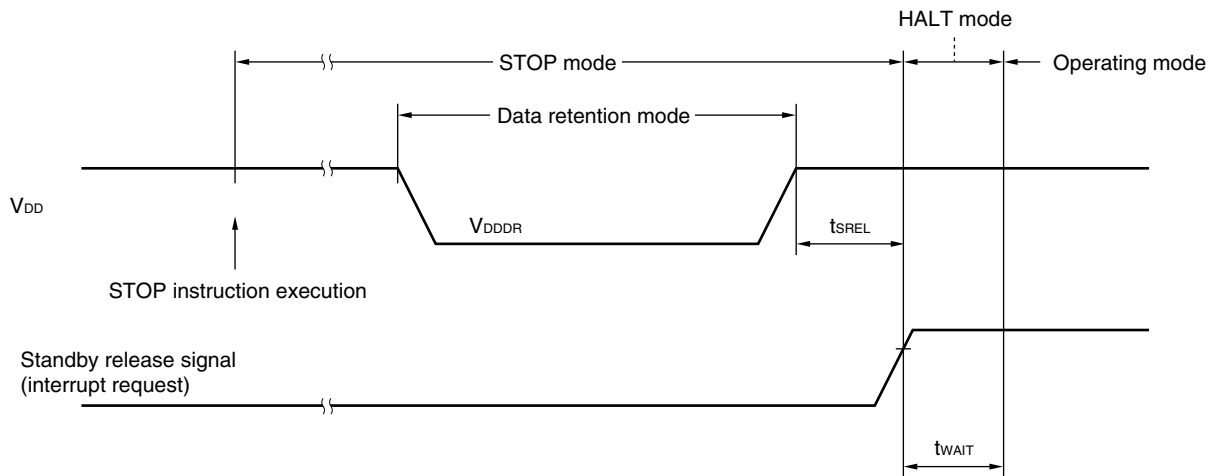 HALT mode
STOP mode
Operating mode
Data retention mode
VDD
VDDDR
tSREL
STOP instruction execution
Standby release signal
(interrupt request)
tWAIT